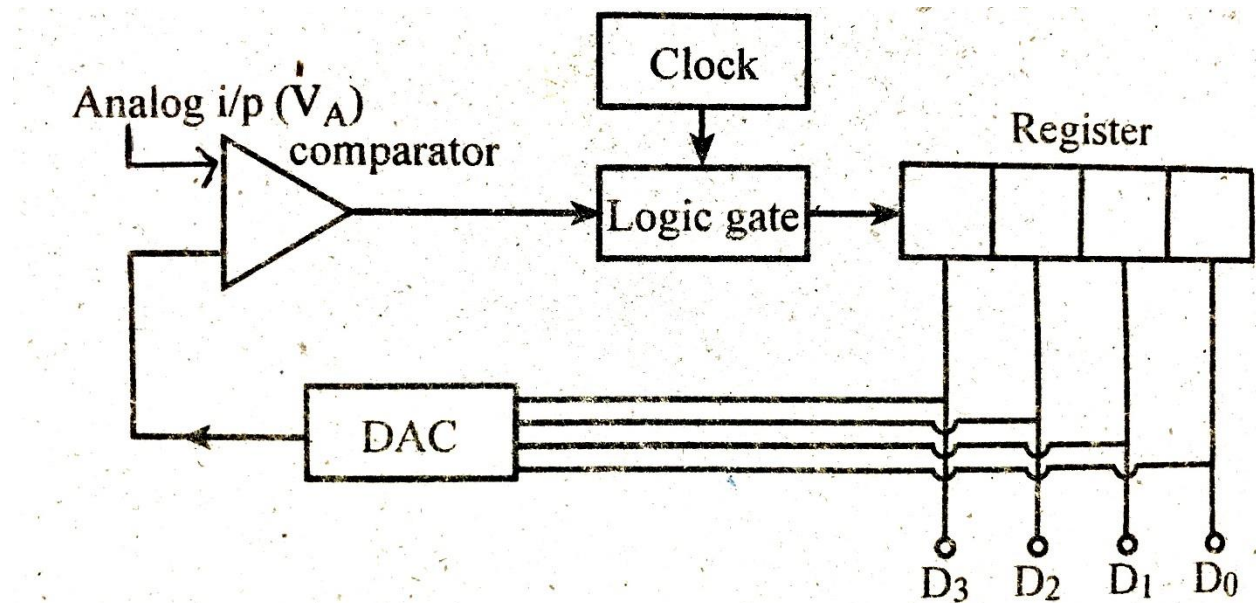 Clock
Analog i/p (V_A)
comparator
Register
Logic gate
DAC
D3 D2 D1 D0